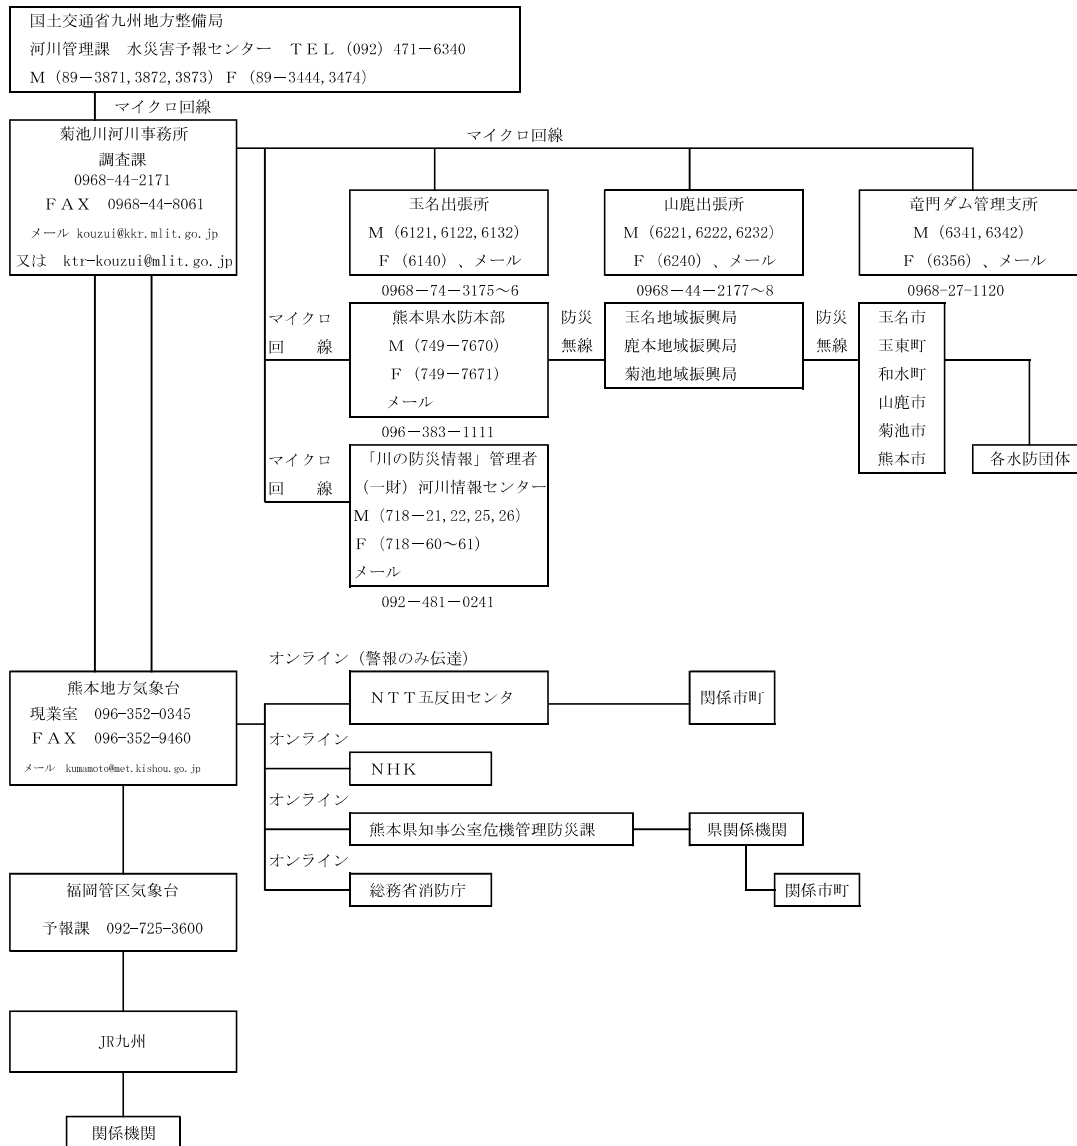 国土交通省九州地方整備局
河川管理課　水災害予報センター　ＴＥＬ（092）471－6340
Ｍ（89－3871,3872,3873）Ｆ（89－3444,3474）
マイクロ回線
菊池川河川事務所
調査課
0968-44-2171
ＦＡＸ　0968-44-8061
メール kouzui@kkr.mlit.go.jp
又は　ktr-kouzui@mlit.go.jp
マイクロ回線
玉名出張所
Ｍ（6121,6122,6132）
Ｆ（6140）、メール
0968－74－3175～6
山鹿出張所
Ｍ（6221,6222,6232）
Ｆ（6240）、メール
0968－44－2177～8
竜門ダム管理支所
Ｍ（6341,6342）
Ｆ（6356）、メール
0968-27-1120
マイクロ
回　　線
熊本県水防本部
Ｍ（749－7670）
Ｆ（749－7671）
メール
096－383－1111
防災
無線
玉名地域振興局
鹿本地域振興局
菊池地域振興局
防災
無線
玉名市
玉東町
和水町
山鹿市
菊池市
熊本市
各水防団体
マイクロ
回　　線
「川の防災情報」管理者
（一財）河川情報センター
Ｍ（718－21,22,25,26）
Ｆ（718－60～61）
メール
092－481－0241
熊本地方気象台
現業室　096-352-0345
ＦＡＸ　096-352-9460
メール　kumamoto@met.kishou.go.jp
オンライン（警報のみ伝達）
ＮＴＴ五反田センタ
関係市町
オンライン
ＮＨＫ
オンライン
熊本県知事公室危機管理防災課
県関係機関
関係市町
オンライン
総務省消防庁
福岡管区気象台
予報課　092-725-3600
JR九州
関係機関